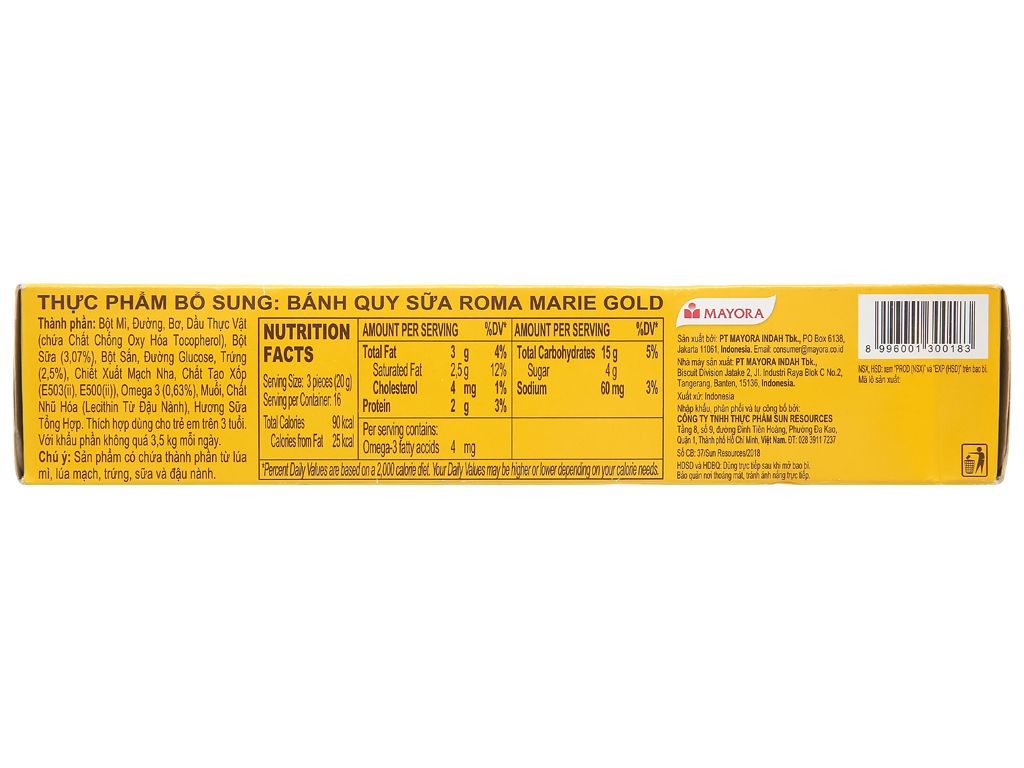 THỰC PHẨM BỔ SUNG: BÁNH QUY SỮA ROMA MARIE GOLD
Thành phần: Bột Mì, Đường, Bơ, Dầu Thực Vật
(chứa Chất Chống Oxy Hóa Tocopherol), Bột
Sữa (3,07%), Bột Sắn, Đường Glucose, Trứng
(2,5%), Chiết Xuất Mạch Nha, Chất Tạo Xốp
(E503(ii), E500(ii)), Omega 3 (0,63%), Muối, Chất
Nhũ Hóa (Lecithin Từ Đậu Nành), Hương Sữa
Tổng Hợp. Thích hợp dùng cho trẻ em trên 3 tuổi.
Với khẩu phần không quá 3,5 kg mỗi ngày.
Chú ý: Sản phẩm có chứa thành phần từ lúa
mì, lúa mạch, trứng, sữa và đậu nành.
NUTRITION
FACTS
Serving Size: 3 pieces (20 g)
Serving per Container: 16
Total Calories 90 kcal
Calories from Fat 25 kcal
AMOUNT PER SERVING %DV*
Total Fat 3 g 4%
Saturated Fat 2,5 g 12%
Cholesterol 4 mg 1%
Protein 2 g 3%
Per serving contains:
Omega-3 fatty accids 4 mg
AMOUNT PER SERVING %DV*
Total Carbohydrates 15 g 5%
Sugar 4 g
Sodium 60 mg 3%
*Percent Daily Values are based on a 2,000 calorie diet. Your Daily Values may be higher or lower depending on your calorie needs.
MAYORA
Sản xuất bởi: PT MAYORA INDAH Tbk., PO Box 6138,
Jakarta 11061, Indonesia. Email: consumer@mayora.co.id
Nhà máy sản xuất: PT MAYORA INDAH Tbk.,
Biscuit Division Jatake 2, Jl. Industri Raya Blok C No.2,
Tangerang, Banten, 15136, Indonesia.
Xuất xứ: Indonesia
Nhập khẩu, phân phối và tự công bố bởi:
CÔNG TY TNHH THỰC PHẨM SUN RESOURCES
Tầng 8, số 9, đường Đinh Tiên Hoàng, Phường Đa Kao,
Quận 1, Thành phố Hồ Chí Minh, Việt Nam. ĐT: 028 3911 7237
Số CB: 37/Sun Resources/2018
HDSD và HDBQ: Dùng trực tiếp sau khi mở bao bì.
Bảo quản nơi thoáng mát, tránh ánh nắng trực tiếp.
8 996001 300183
NSX, HSD: xem "PROD (NSX)" và "EXP (HSD)" trên bao bì.
Mã lô sản xuất: